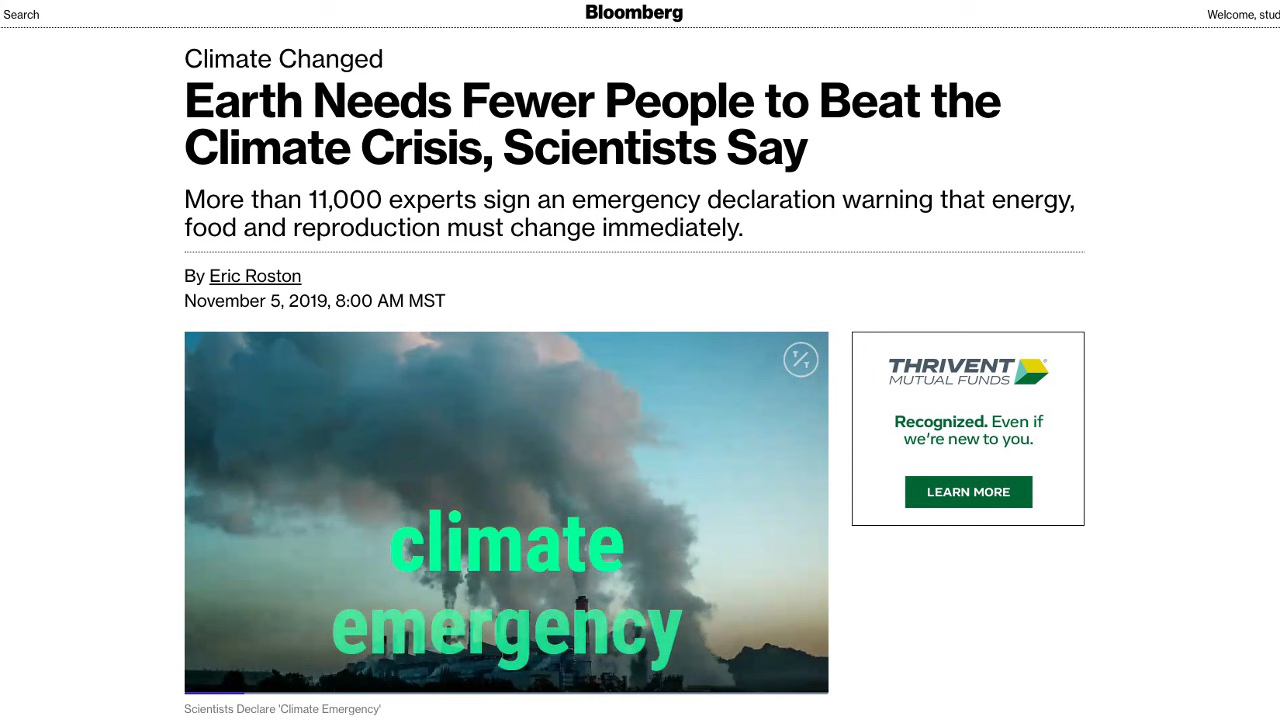 Search
Bloomberg
Welcome, stud
Climate Changed
Earth Needs Fewer People to Beat the
Climate Crisis, Scientists Say
More than 11,000 experts sign an emergency declaration warning that energy,
food and reproduction must change immediately.
By Eric Roston
November 5, 2019, 8:00 AM MST
T/T
climate
emergency
Scientists Declare 'Climate Emergency'
THRIVENT®
MUTUAL FUNDS
Recognized. Even if
we're new to you.
LEARN MORE